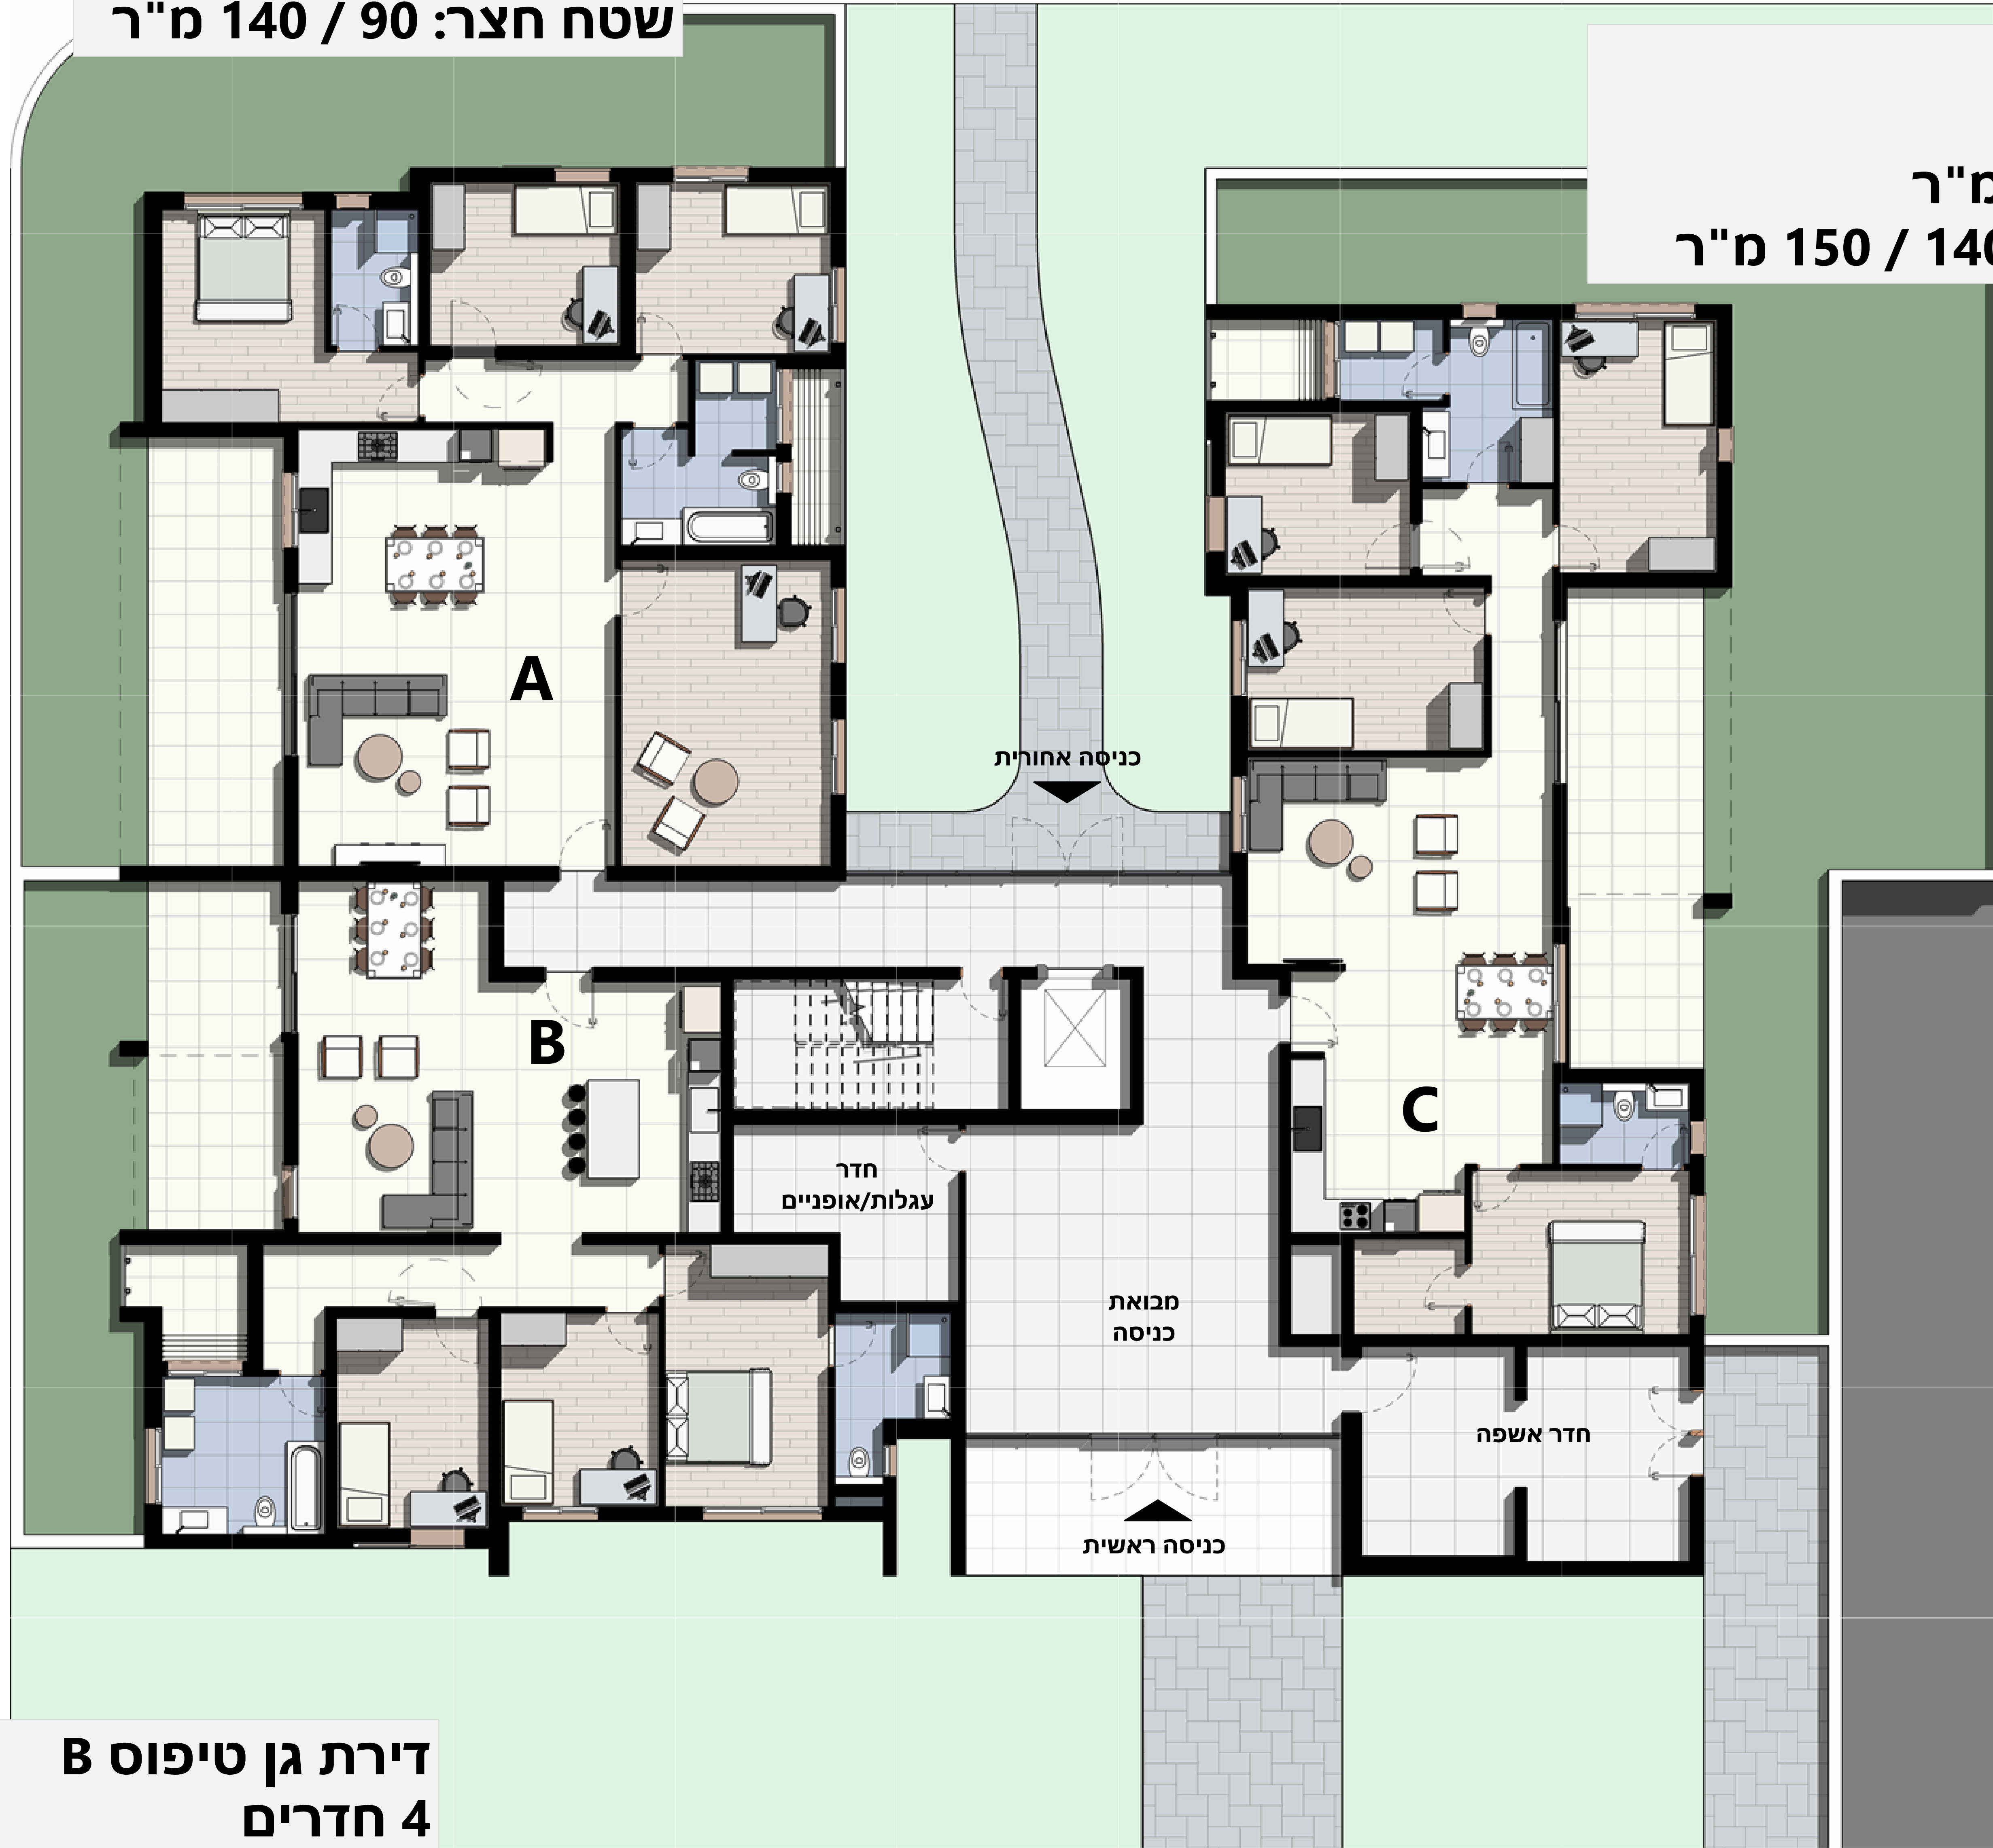 שטח חצר: 90 / 140 מ"ר
מ"ר
140 / 150 מ"ר
A
כניסה אחורית
B
C
חדר
עגלות/אופניים
מבואת
כניסה
חדר אשפה
כניסה ראשית
דירת גן טיפוס B
4 חדרים